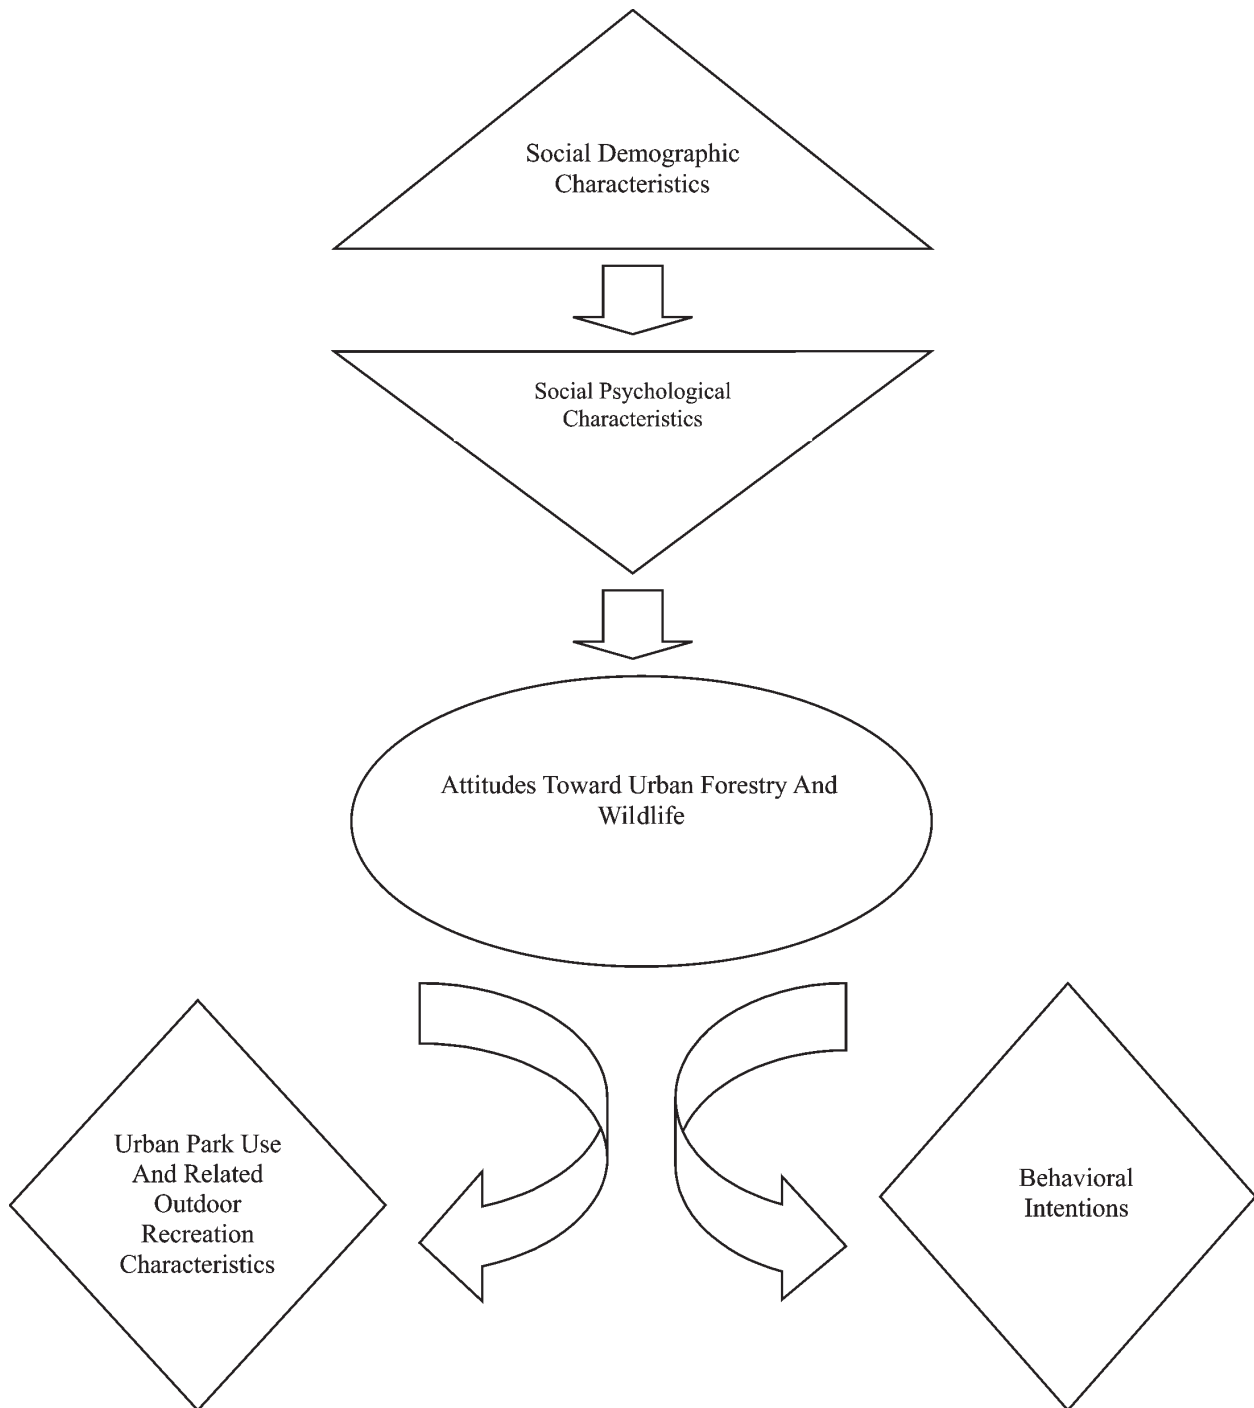 Social Demographic
Characteristics
Social Psychological
Characteristics
Attitudes Toward Urban Forestry And
Wildlife
Urban Park Use
And Related
Outdoor
Recreation
Characteristics
Behavioral
Intentions